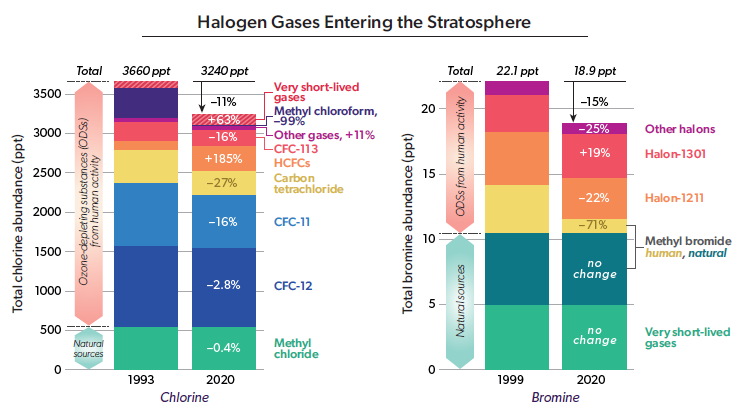 Halogen Gases Entering the Stratosphere
Total
3660 ppt
3240 ppt
Total chlorine abundance (ppt)
3500
3000
2500
2000
1500
1000
500
0
Ozone-depleting substances (ODSs)
from human activity
Natural
sources
–11%
+63%
–16%
+185%
–27%
–16%
–2.8%
–0.4%
Very short-lived
gases
Methyl chloroform,
–99%
Other gases, +11%
CFC-113
HCFCs
Carbon
tetrachloride
CFC-11
CFC-12
Methyl
chloride
1993
2020
Chlorine
Total
22.1 ppt
18.9 ppt
Total bromine abundance (ppt)
20
15
10
5
0
ODSs from human activity
Natural sources
–15%
–25%
+19%
–22%
–71%
no
change
no
change
Other halons
Halon-1301
Halon-1211
Methyl bromide
human, natural
Very short-lived
gases
1999
2020
Bromine